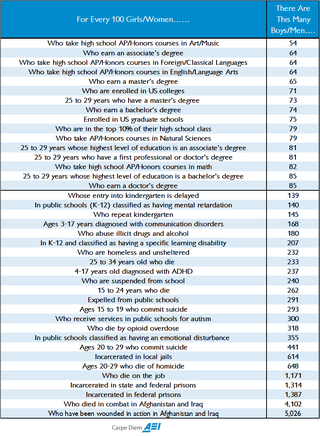 For Every 100 Girls/Women……
There Are
This Many
Boys/Men….
Who take high school AP/Honors courses in Art/Music 54
Who earn an associate's degree 64
Who take high school AP/Honors courses in Foreign/Classical Languages 64
Who take high school AP/Honors courses in English/Language Arts 64
Who earn a master's degree 65
Who are enrolled in US colleges 71
25 to 29 years who have a master's degree 73
Who earn a bachelor's degree 74
Enrolled in US graduate schools 75
Who are in the top 10% of their high school class 79
Who take AP/Honors courses in Natural Sciences 79
25 to 29 years whose highest level of education is an associate's degree 81
25 to 29 years who have a first professional or doctor's degree 81
Who take high school AP/Honors courses in math 82
25 to 29 years whose highest level of education is a bachelor's degree 85
Who earn a doctor's degree 85
Whose entry into kindergarten is delayed 139
In public schools (K-12) classified as having mental retardation 140
Who repeat kindergarten 145
Ages 3-17 years diagnosed with communication disorders 168
Who abuse illicit drugs and alcohol 180
In K-12 and classified as having a specific learning disability 207
Who are homeless and unsheltered 232
25 to 34 years old who die 233
4-17 years old diagnosed with ADHD 237
Who are suspended from school 240
15 to 24 years who die 262
Expelled from public schools 291
Ages 15 to 19 who commit suicide 293
Who receive services in public schools for autism 300
Who die by opioid overdose 318
In public schools classified as having an emotional disturbance 355
Ages 20 to 29 who commit suicide 441
Incarcerated in local jails 614
Ages 20-29 who die of homicide 648
Who die on the job 1,171
Incarcerated in state and federal prisons 1,314
Incarcerated in federal prisons 1,387
Who died in combat in Afghanistan and Iraq 4,102
Who have been wounded in action in Afghanistan and Iraq 5,026
Carpe Diem AEI